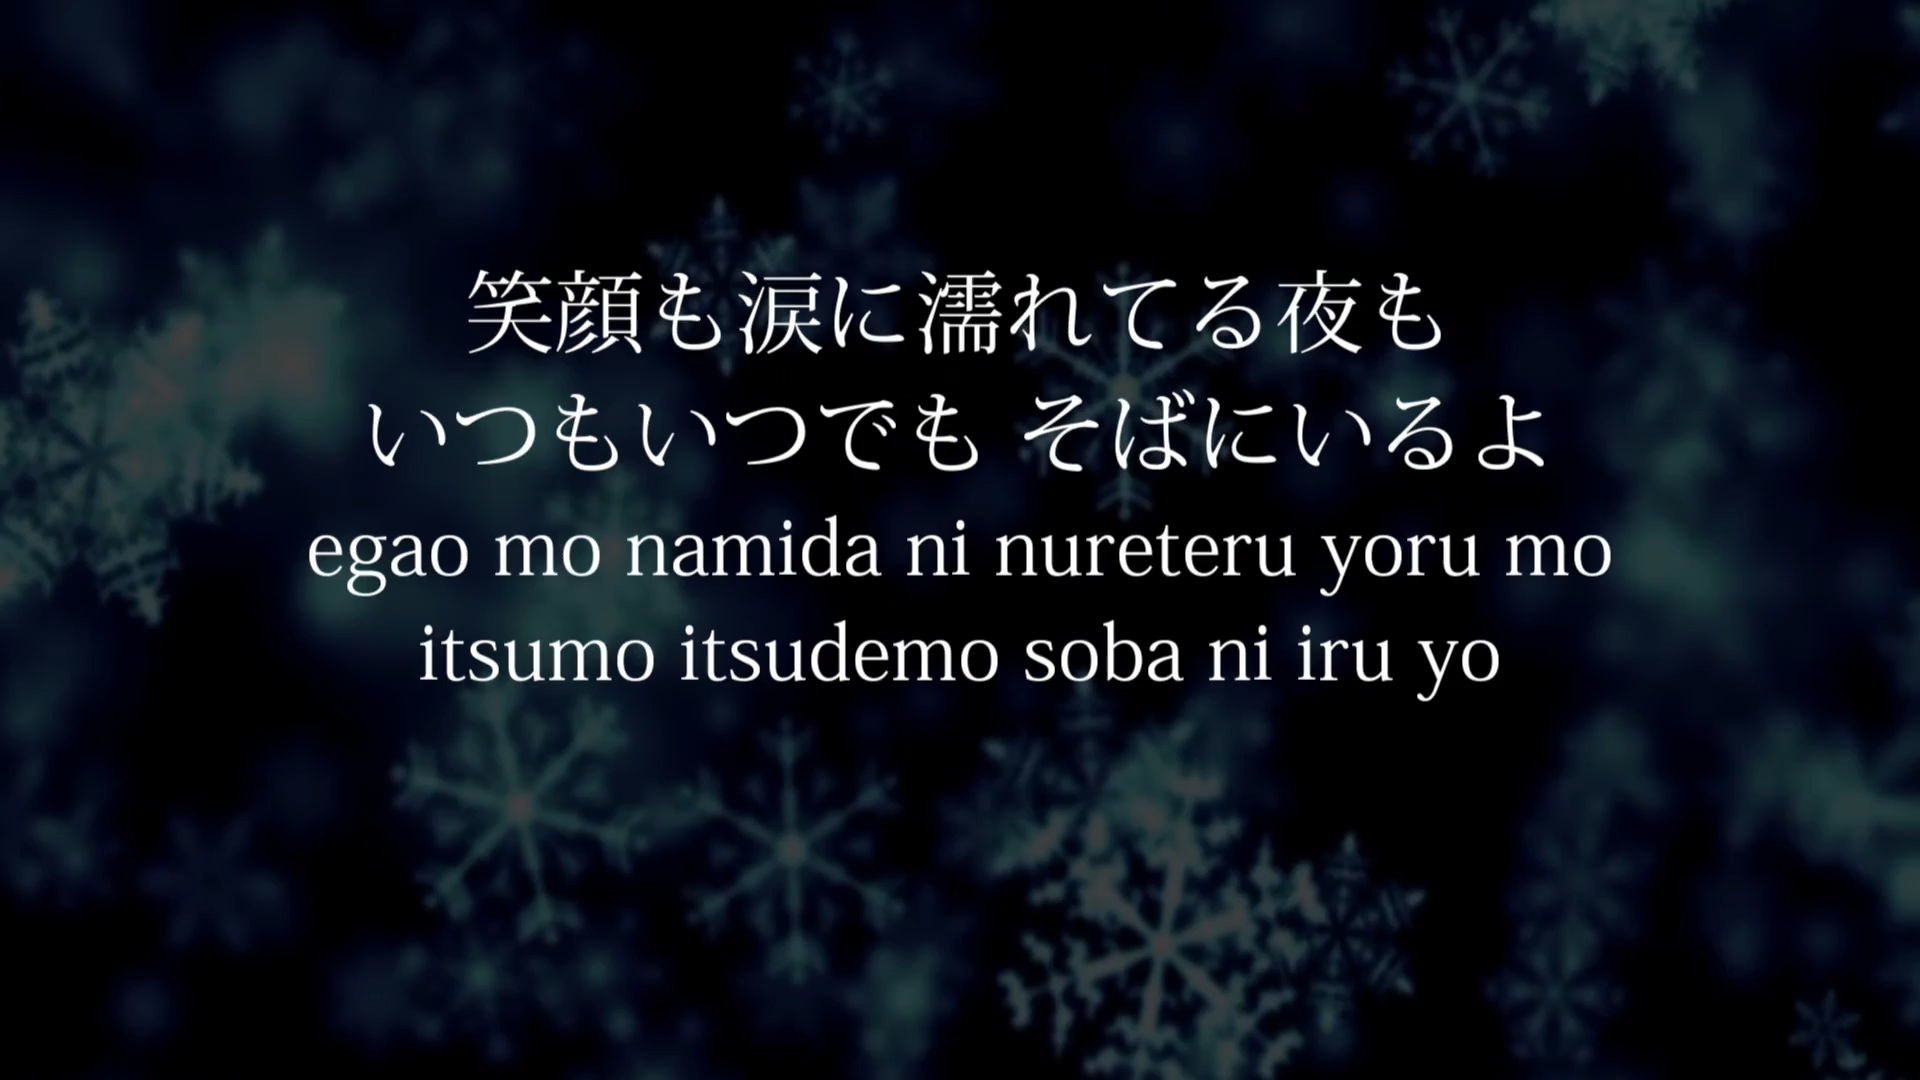 笑顔も涙に濡れてる夜も
いつもいつでも そばにいるよ
egao mo namida ni nureteru yoru mo
itsumo itsudemo soba ni iru yo